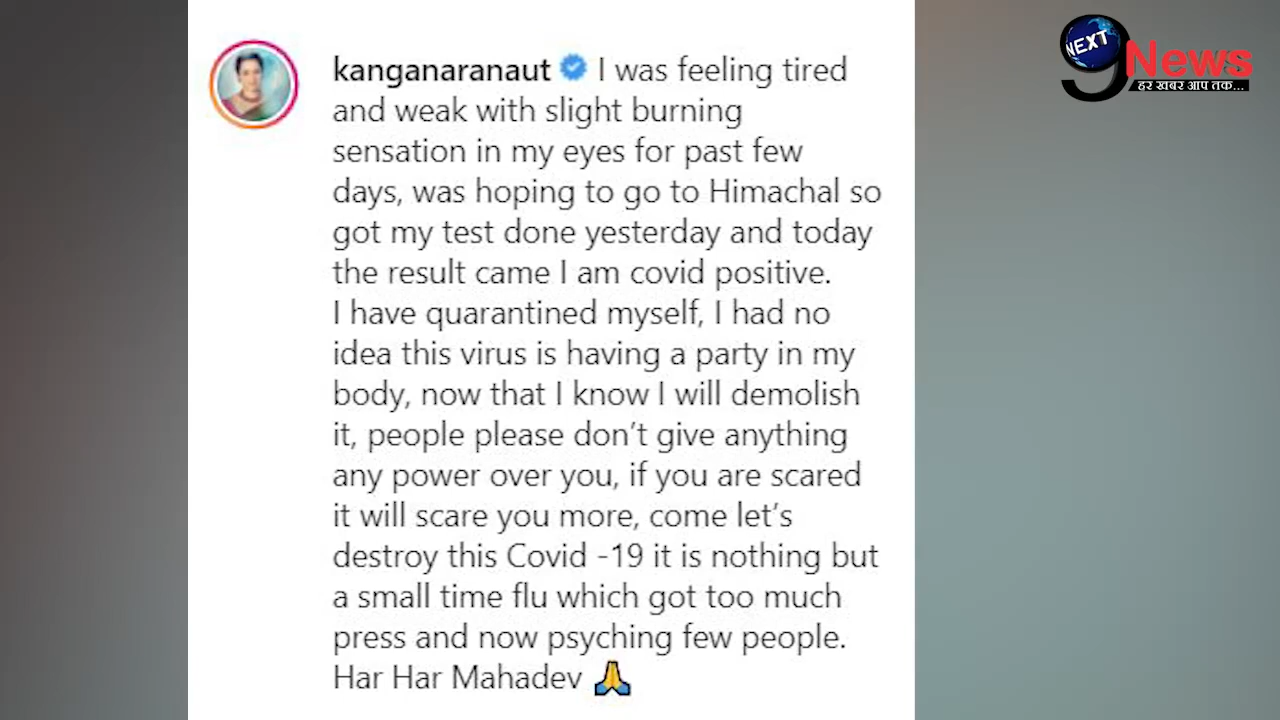 kanganaranaut I was feeling tired
and weak with slight burning
sensation in my eyes for past few
days, was hoping to go to Himachal so
got my test done yesterday and today
the result came I am covid positive.
I have quarantined myself, I had no
idea this virus is having a party in my
body, now that I know I will demolish
it, people please don’t give anything
any power over you, if you are scared
it will scare you more, come let’s
destroy this Covid -19 it is nothing but
a small time flu which got too much
press and now psyching few people.
Har Har Mahadev 🙏
NEXT
9 News
हर खबर आप तक...